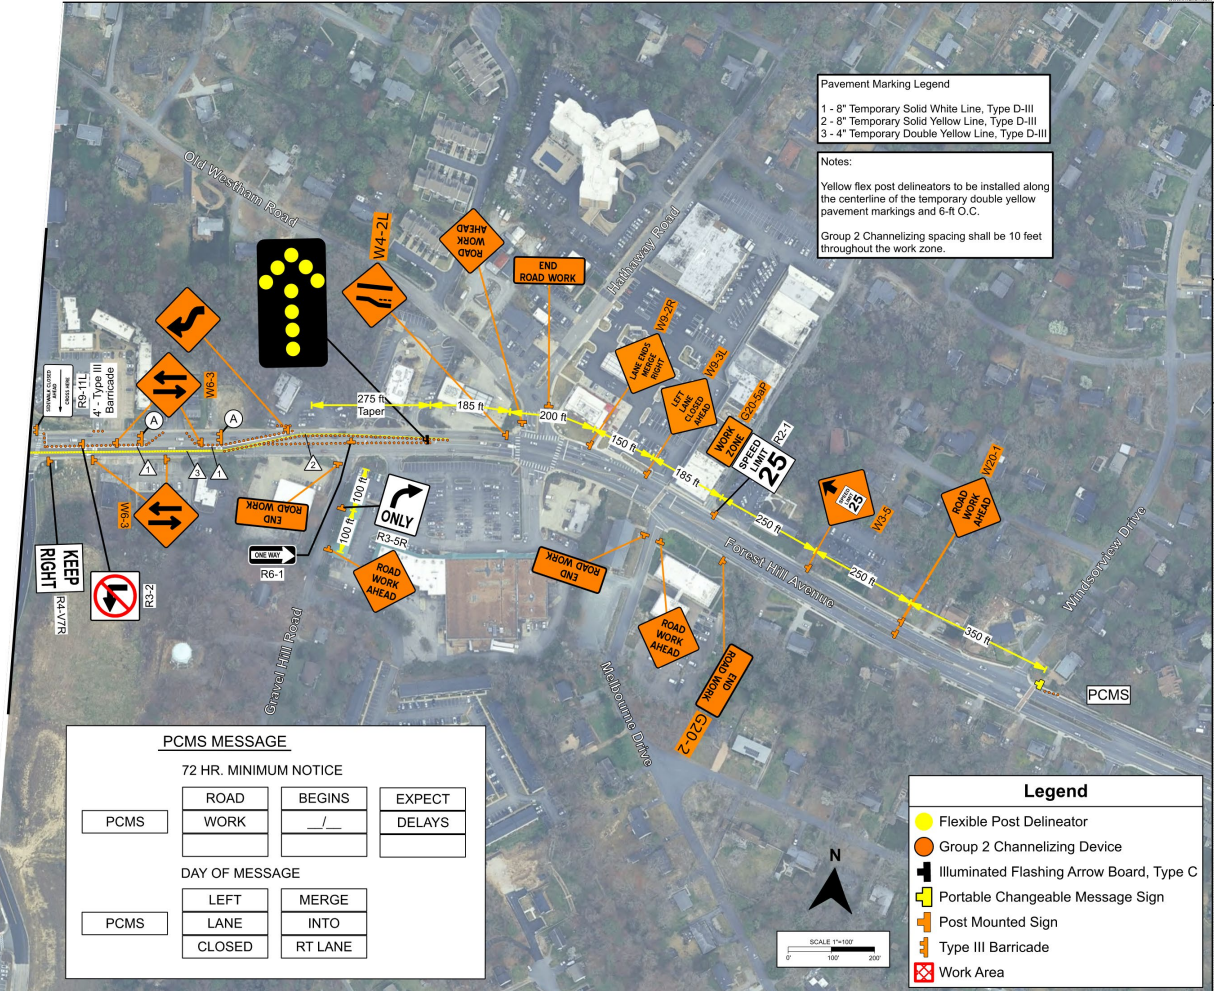 Pavement Marking Legend
1 - 8" Temporary Solid White Line, Type D-III
2 - 8" Temporary Solid Yellow Line, Type D-III
3 - 4" Temporary Double Yellow Line, Type D-III
Notes:
Yellow flex post delineators to be installed along
the centerline of the temporary double yellow
pavement markings and 6-ft O.C.
Group 2 Channelizing spacing shall be 10 feet
throughout the work zone.
Old Westham Road
Hathaway Road
W4-2L
ROAD
WORK
AHEAD
END
ROAD WORK
W9-2R
LANE ENDS
MERGE
RIGHT
W9-3L
LEFT
LANE
CLOSED
AHEAD
G20-5aP
WORK
ZONE
SPEED
LIMIT
25
R2-1
SIDEWALK CLOSED
AHEAD
CROSS HERE
R9-11L
4' - Type III
Barricade
W6-3
A
A
275 ft
Taper
185 ft
200 ft
150 ft
185 ft
250 ft
250 ft
350 ft
1
3
1
2
W6-3
END
ROAD WORK
100 ft
100 ft
ONLY
R3-5R
ONE WAY
R6-1
ROAD
WORK
AHEAD
KEEP
RIGHT
R4-V7R
R3-2
END
ROAD WORK
ROAD
WORK
AHEAD
END
ROAD WORK
G20-2
SPEED
LIMIT
25
W3-5
W20-1
ROAD
WORK
AHEAD
Forest Hill Avenue
Windsorview Drive
Gravel Hill Road
Melbourne Drive
PCMS
PCMS MESSAGE
72 HR. MINIMUM NOTICE
PCMS
ROAD
WORK
BEGINS
__/__
EXPECT
DELAYS
DAY OF MESSAGE
PCMS
LEFT
LANE
CLOSED
MERGE
INTO
RT LANE
N
SCALE 1"=100'
0' 100' 200'
Legend
Flexible Post Delineator
Group 2 Channelizing Device
Illuminated Flashing Arrow Board, Type C
Portable Changeable Message Sign
Post Mounted Sign
Type III Barricade
Work Area